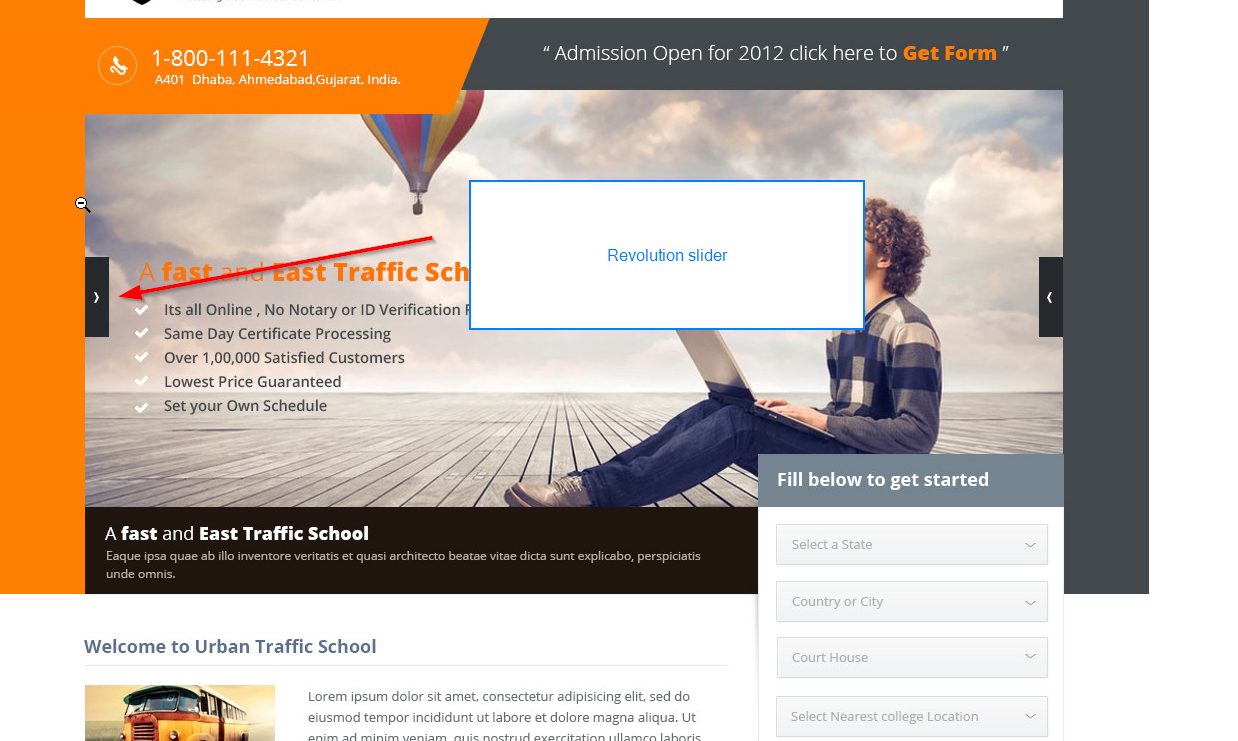 1-800-111-4321
A401 Dhaba, Ahmedabad,Gujarat, India.
“ Admission Open for 2012 click here to Get Form ”
Revolution slider
A fast and East Traffic Sch
Its all Online , No Notary or ID Verification
Same Day Certificate Processing
Over 1,00,000 Satisfied Customers
Lowest Price Guaranteed
Set your Own Schedule
A fast and East Traffic School
Eaque ipsa quae ab illo inventore veritatis et quasi architecto beatae vitae dicta sunt explicabo, perspiciatis
unde omnis.
Fill below to get started
Select a State
Country or City
Court House
Select Nearest college Location
Welcome to Urban Traffic School
Lorem ipsum dolor sit amet, consectetur adipisicing elit, sed do
eiusmod tempor incididunt ut labore et dolore magna aliqua. Ut
enim ad minim veniam, quis nostrud exercitation ullamco laboris